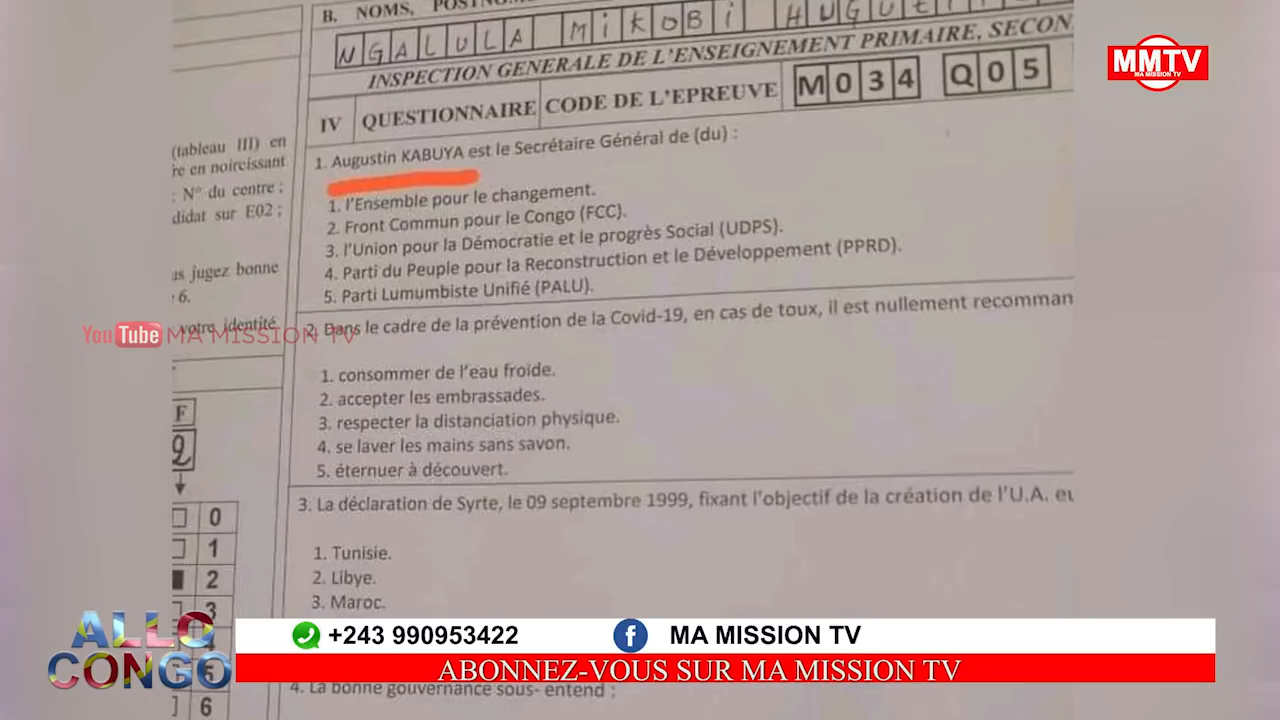 B. NOMS,
NGALULA MIKOBI
INSPECTION GENERALE DE L'ENSEIGNEMENT PRIMAIRE, SECON
IV QUESTIONNAIRE CODE DE L'EPREUVE M034 Q05
MMTV
MA MISSION TV
(tableau III) en
re en noircissant
: N° du centre ;
didat sur E02 ;
us jugez bonne
6.
votre identité
1. Augustin KABUYA est le Secrétaire Général de (du) :
1. l'Ensemble pour le changement.
2. Front Commun pour le Congo (FCC).
3. l'Union pour la Démocratie et le progrès Social (UDPS).
4. Parti du Peuple pour la Reconstruction et le Développement (PPRD).
5. Parti Lumumbiste Unifié (PALU).
YouTube MA MISSION TV
2. Dans le cadre de la prévention de la Covid-19, en cas de toux, il est nullement recomman
1. consommer de l'eau froide.
2. accepter les embrassades.
3. respecter la distanciation physique.
4. se laver les mains sans savon.
5. éternuer à découvert.
F
2
0
1
2
3
5
6
3. La déclaration de Syrte, le 09 septembre 1999, fixant l'objectif de la création de l'U.A. eu
1. Tunisie.
2. Libye.
3. Maroc.
4. La bonne gouvernance sous- entend :
ALLO
CONGO
+243 990953422
MA MISSION TV
ABONNEZ-VOUS SUR MA MISSION TV